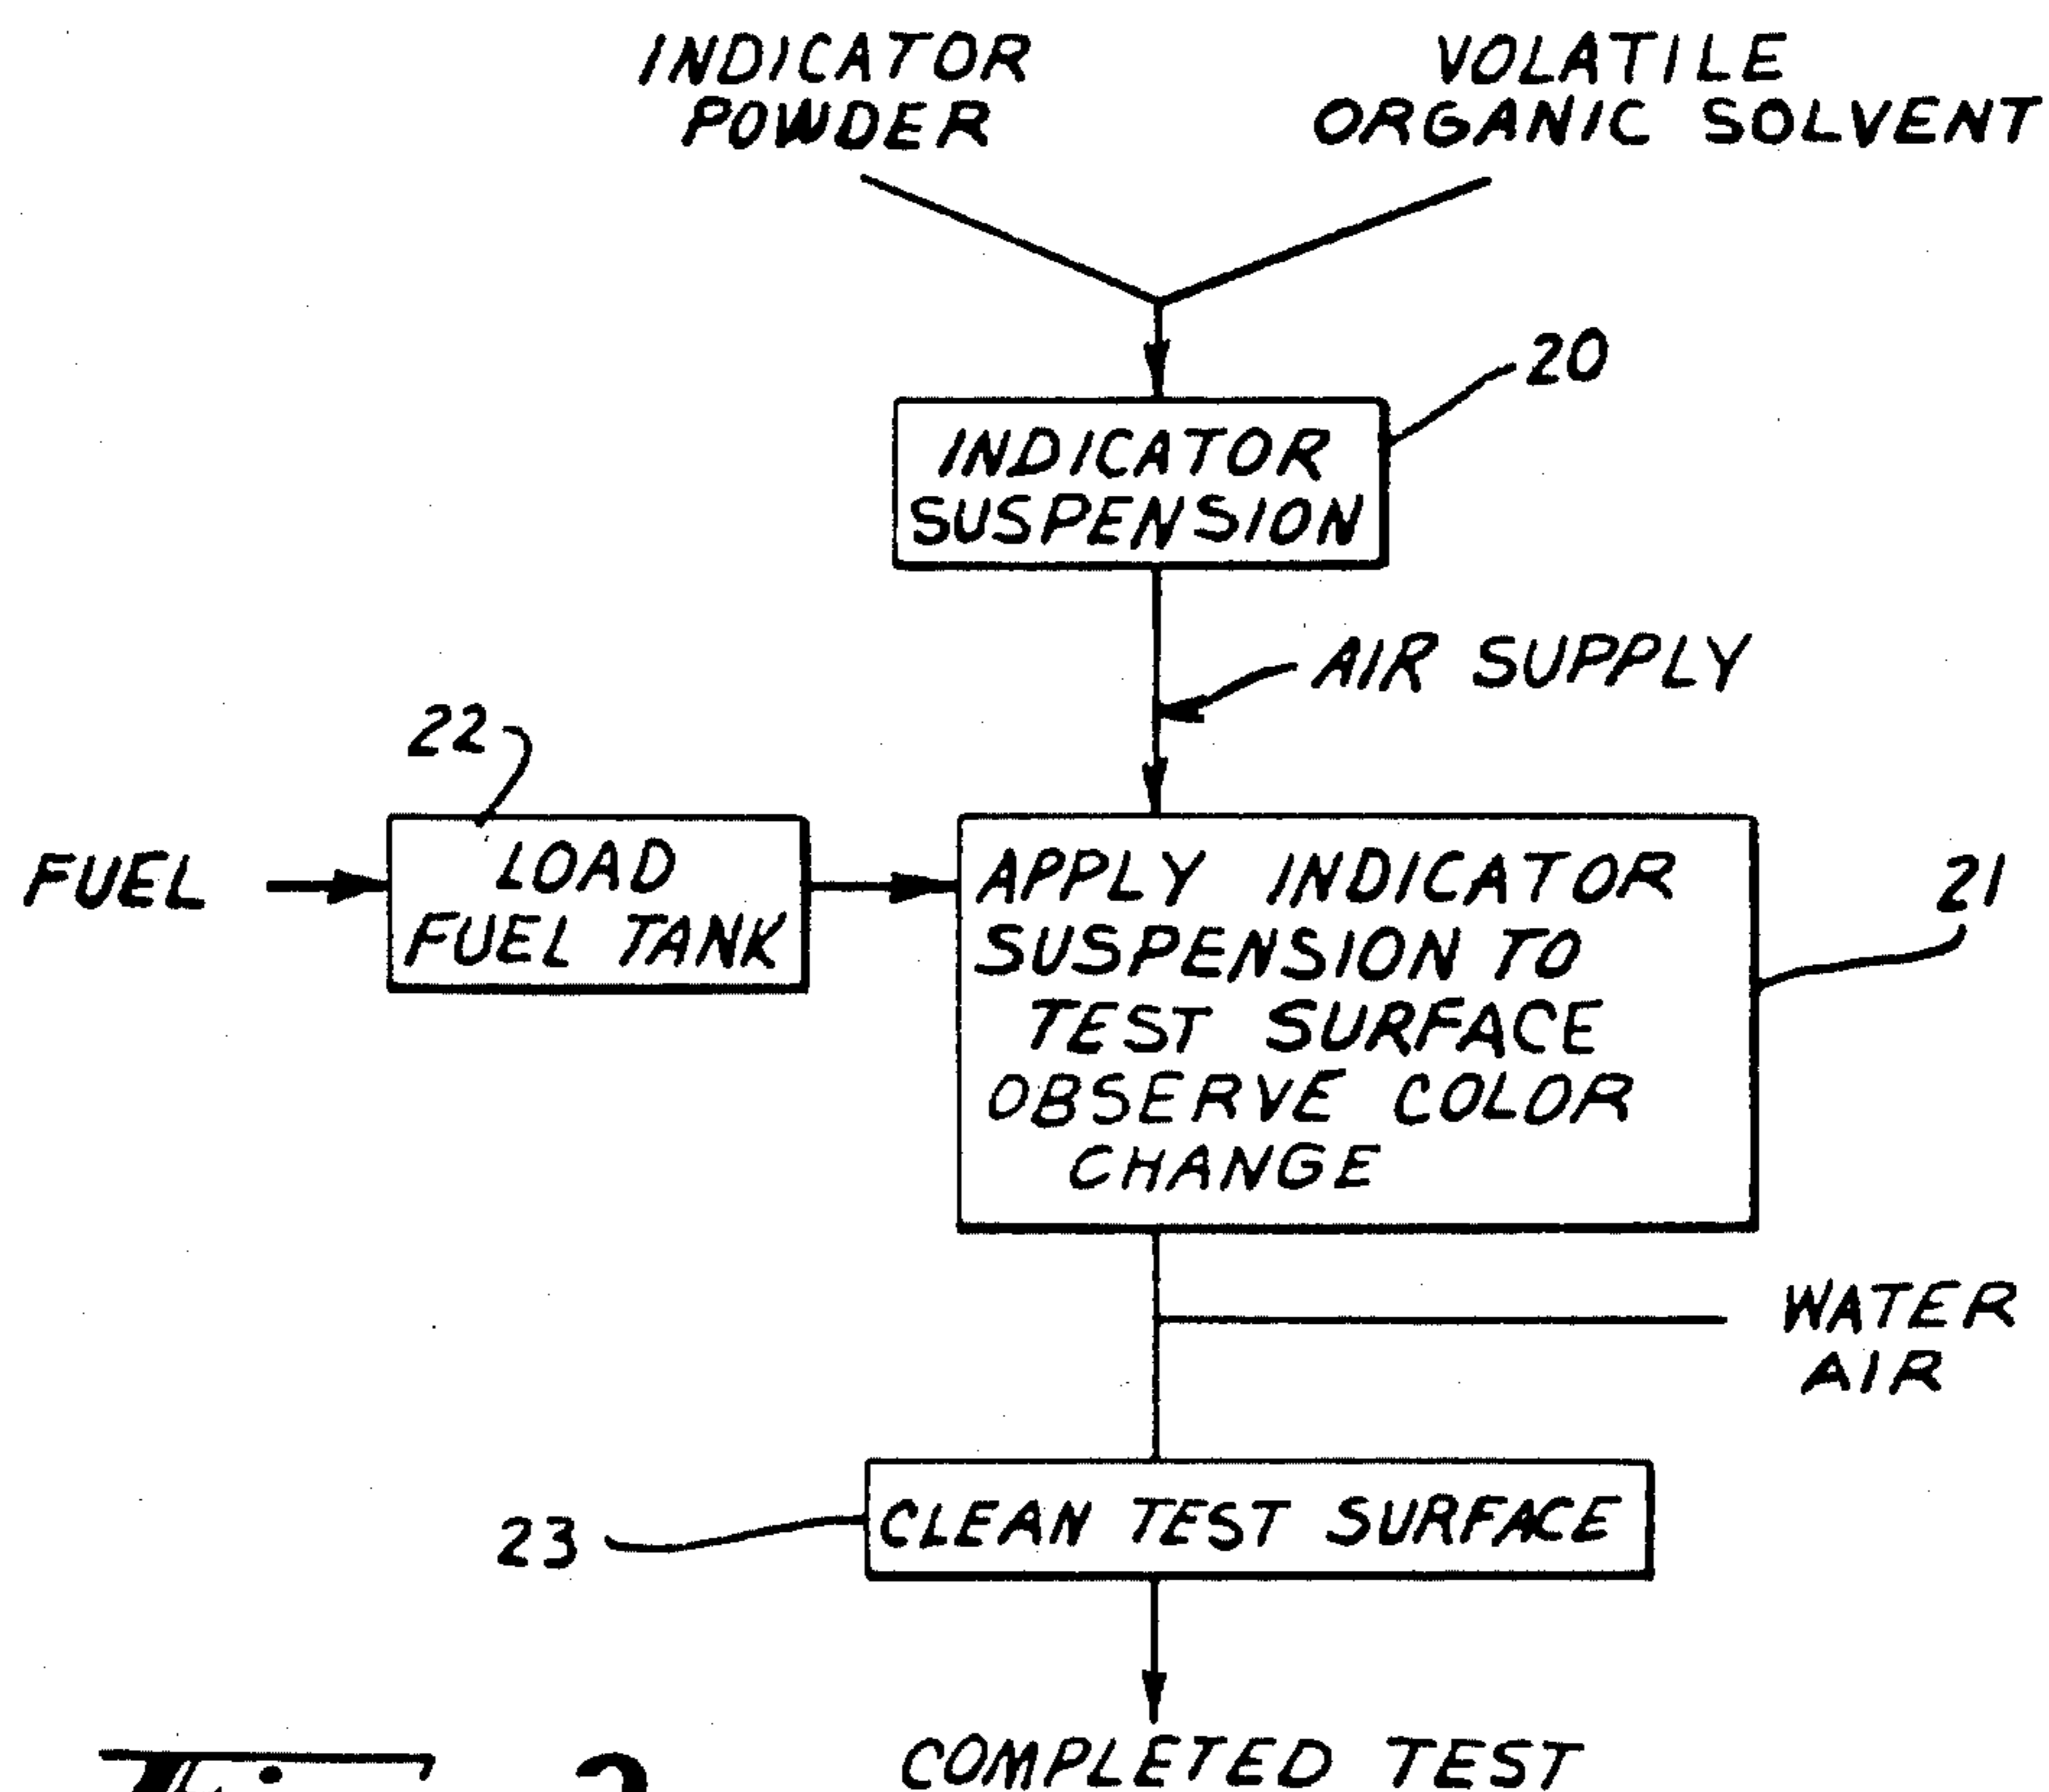 INDICATOR
POWDER
VOLATILE
ORGANIC SOLVENT
20
INDICATOR
SUSPENSION
AIR SUPPLY
22
FUEL
LOAD
FUEL TANK
APPLY INDICATOR
SUSPENSION TO
TEST SURFACE
OBSERVE COLOR
CHANGE
21
WATER
AIR
23
CLEAN TEST SURFACE
COMPLETED TEST